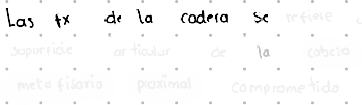 Las fx de la cadera se refiere
superficie articular de la cabeza
metafisaria proximal comprometido